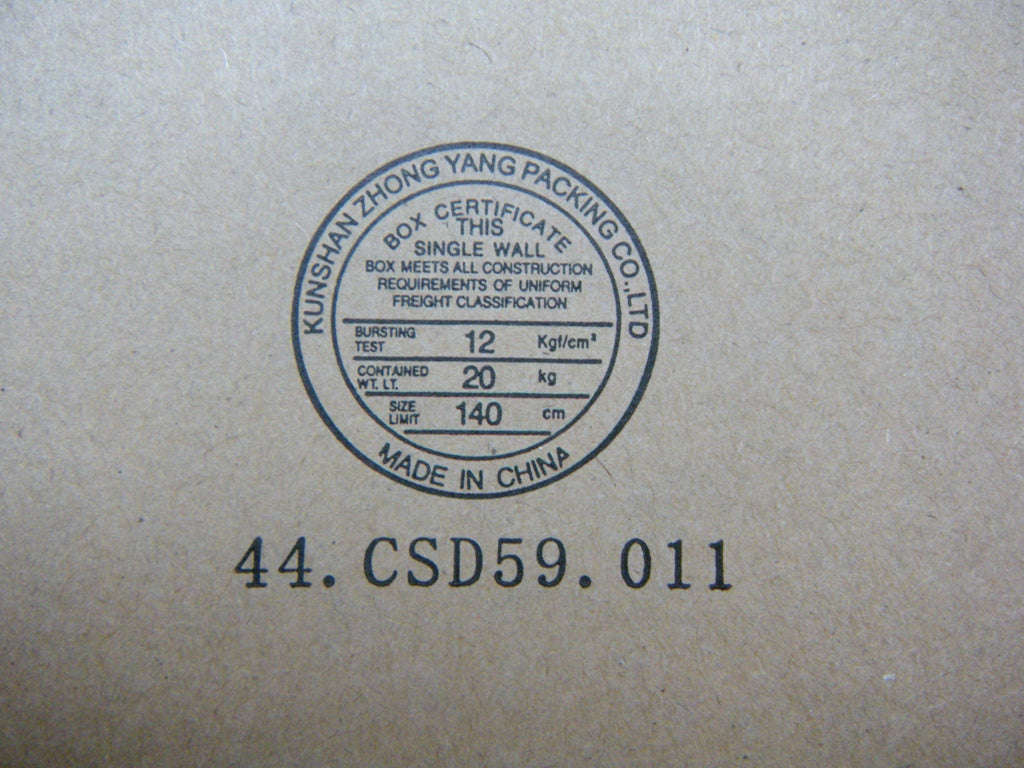 KUNSHAN ZHONG YANG PACKING CO.,LTD
BOX CERTIFICATE
THIS
SINGLE WALL
BOX MEETS ALL CONSTRUCTION
REQUIREMENTS OF UNIFORM
FREIGHT CLASSIFICATION
BURSTING TEST 12 Kgf/cm²
CONTAINED WT. LT. 20 kg
SIZE LIMIT 140 cm
MADE IN CHINA
44.CSD59.011